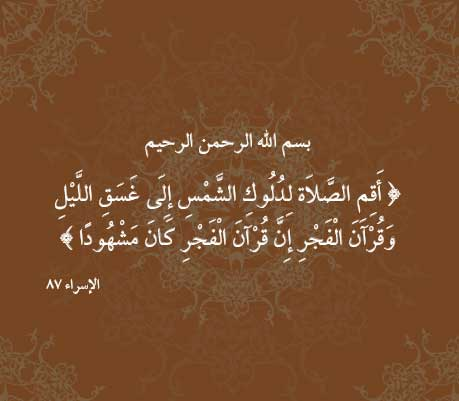 بسم الله الرحمن الرحيم
﴿ أَقِمِ الصَّلَاةَ لِدُلُوكِ الشَّمْسِ إِلَى غَسَقِ اللَّيْلِ
وَقُرْآنَ الْفَجْرِ إِنَّ قُرْآنَ الْفَجْرِ كَانَ مَشْهُودًا ﴾
الإسراء ٨٧